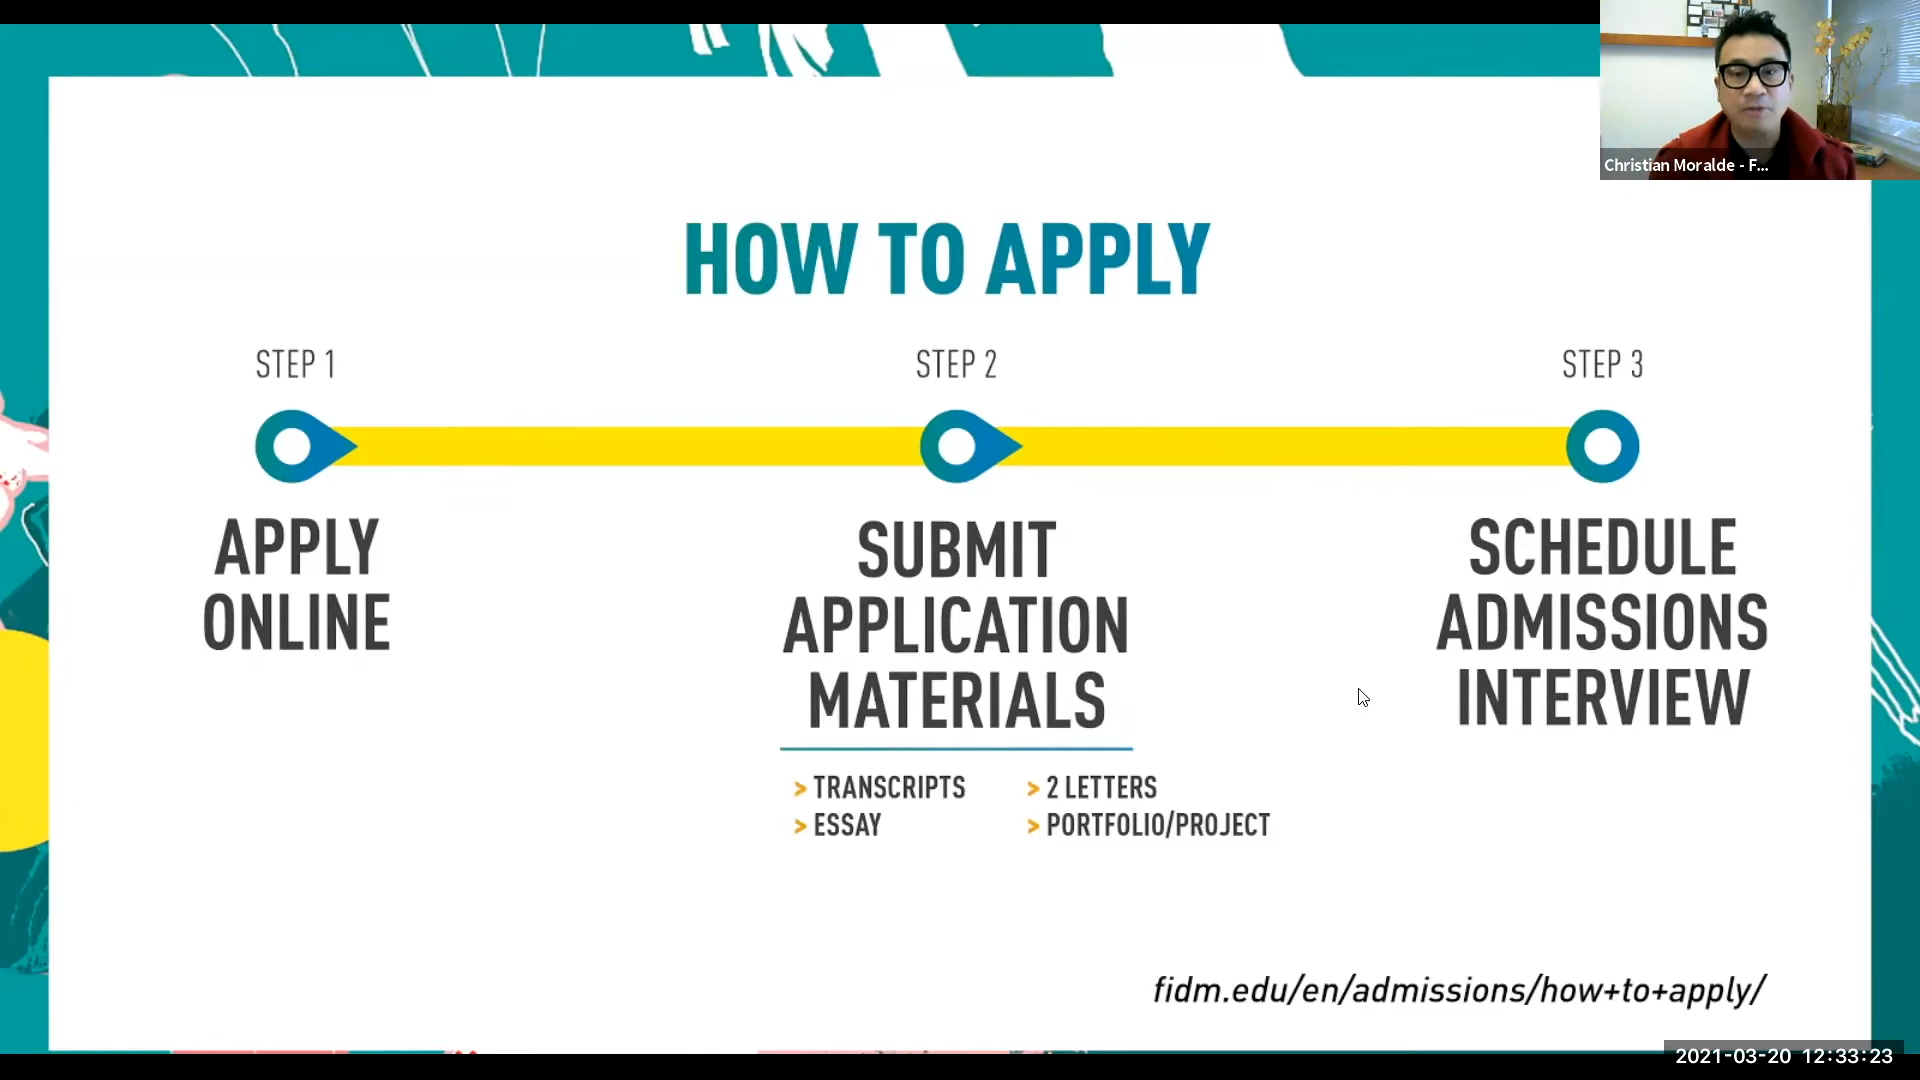 Christian Moralde - F...
HOW TO APPLY
STEP 1
APPLY
ONLINE
STEP 2
SUBMIT
APPLICATION
MATERIALS
> TRANSCRIPTS
> ESSAY
> 2 LETTERS
> PORTFOLIO/PROJECT
STEP 3
SCHEDULE
ADMISSIONS
INTERVIEW
fidm.edu/en/admissions/how+to+apply/
2021-03-20 12:33:23